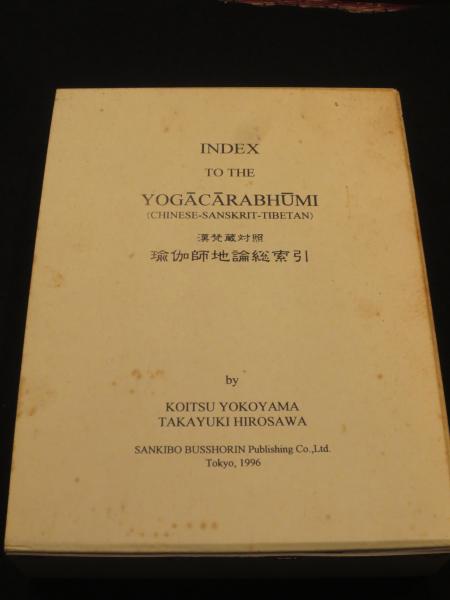 INDEX
TO THE
YOGĀCĀRABHŪMI
(CHINESE-SANSKRIT-TIBETAN)
漢梵蔵対照
瑜伽師地論総索引
by
KOITSU YOKOYAMA
TAKAYUKI HIROSAWA
SANKIBO BUSSHORIN Publishing Co.,Ltd.
Tokyo, 1996